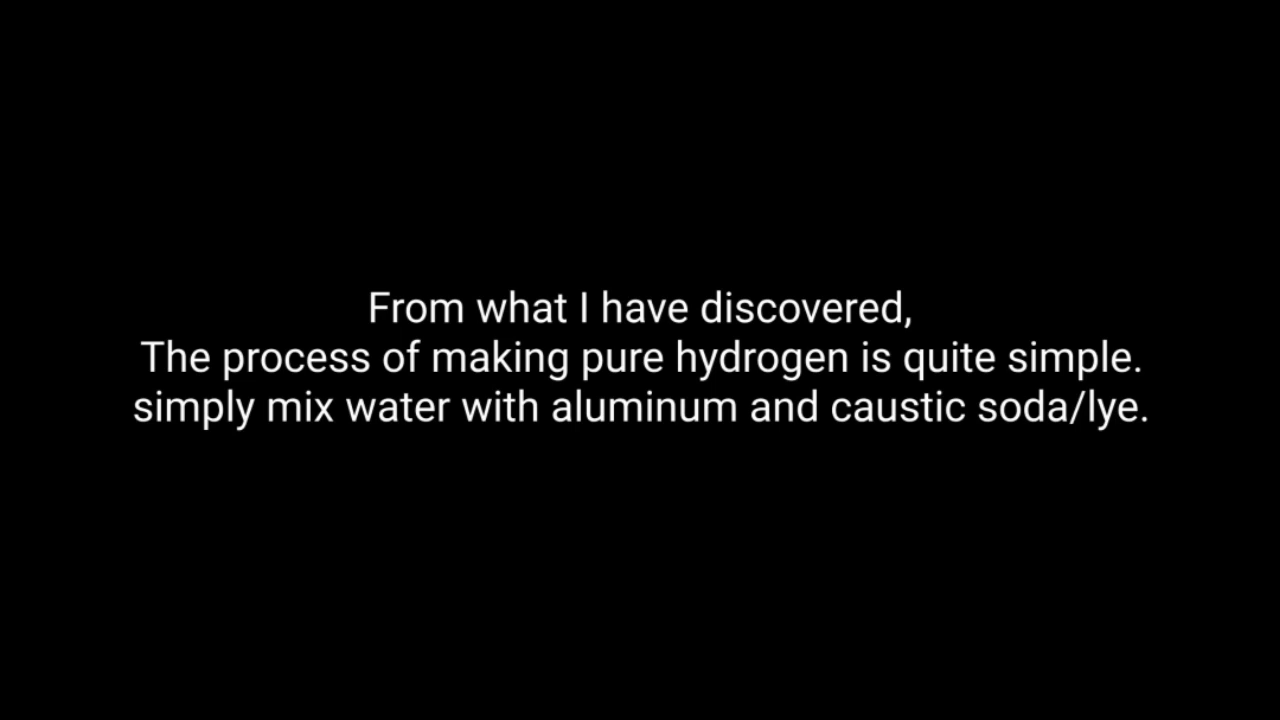 From what I have discovered,
The process of making pure hydrogen is quite simple.
simply mix water with aluminum and caustic soda/lye.